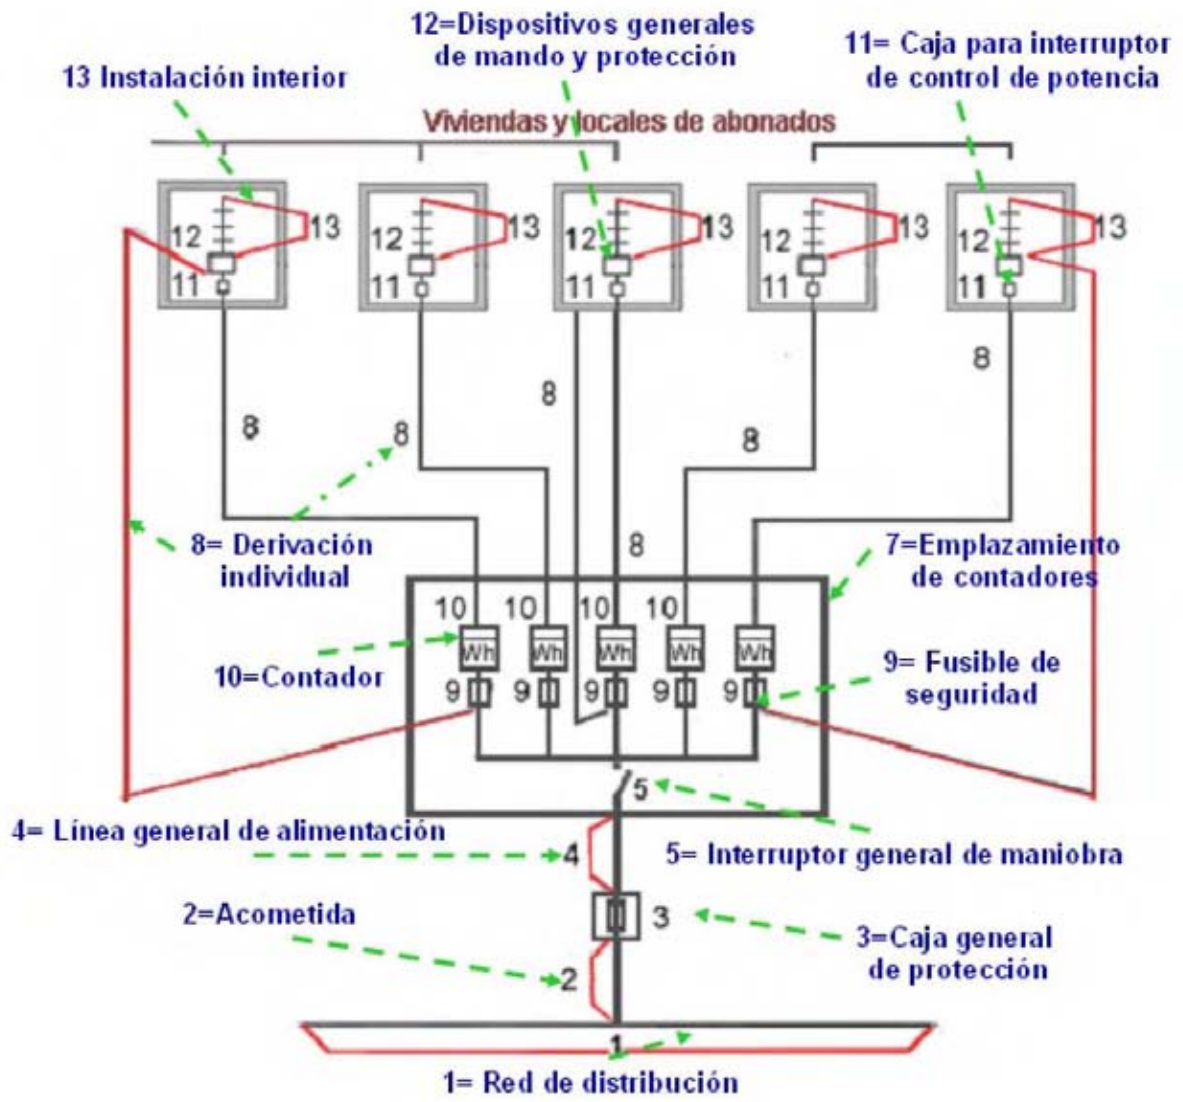 12=Dispositivos generales
de mando y protección
11= Caja para interruptor
de control de potencia
13 Instalación interior
Viviendas y locales de abonados
12 13 12 13 12 13 12 13 12 13
11 11 11 11 11
8
8
8
8
8
8
8= Derivación
individual
7=Emplazamiento
de contadores
10 10 10 10
Wh Wh Wh Wh Wh
10=Contador
9 9 9 9 9
9= Fusible de
seguridad
5
4= Línea general de alimentación
4
5= Interruptor general de maniobra
2=Acometida
3
3=Caja general
de protección
2
1
1= Red de distribución